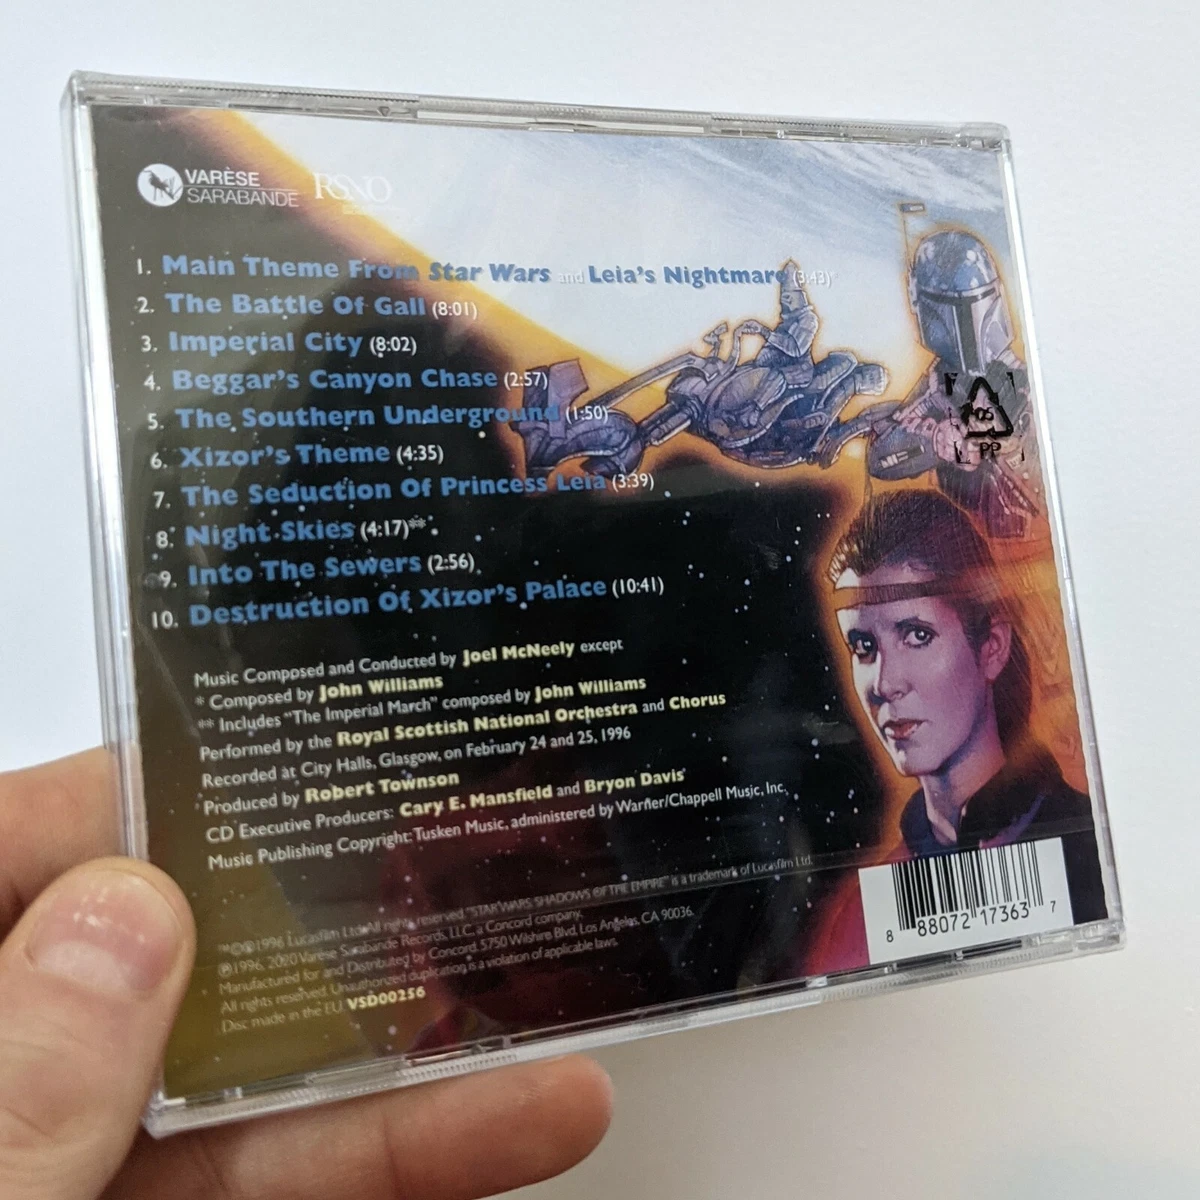 VARÈSE
SARABANDE
RSNO
1. Main Theme From Star Wars and Leia's Nightmare (3:43)*
2. The Battle Of Gall (8:01)
3. Imperial City (8:02)
4. Beggar's Canyon Chase (2:57)
5. The Southern Underground (1:50)
6. Xizor's Theme (4:35)
7. The Seduction Of Princess Leia (3:39)
8. Night Skies (4:17)**
9. Into The Sewers (2:56)
10. Destruction Of Xizor's Palace (10:41)
Music Composed and Conducted by Joel McNeely except
* Composed by John Williams
** Includes "The Imperial March" composed by John Williams
Performed by the Royal Scottish National Orchestra and Chorus
Recorded at City Halls, Glasgow, on February 24 and 25, 1996
Produced by Robert Townson
CD Executive Producers: Cary E. Mansfield and Bryon Davis
Music Publishing Copyright: Tusken Music, administered by Warner/Chappell Music, Inc.
™©℗1996 Lucasfilm Ltd. All rights reserved. "STAR WARS: SHADOWS OF THE EMPIRE" is a trademark of Lucasfilm Ltd.
℗1996, 2020 Varèse Sarabande Records, LLC, a Concord company.
Manufactured for and Distributed by Concord. 5750 Wilshire Blvd, Los Angeles, CA 90036.
All rights reserved. Unauthorized duplication is a violation of applicable laws.
Disc made in the EU. VSD00256
05
PP
8 88072 17363 7